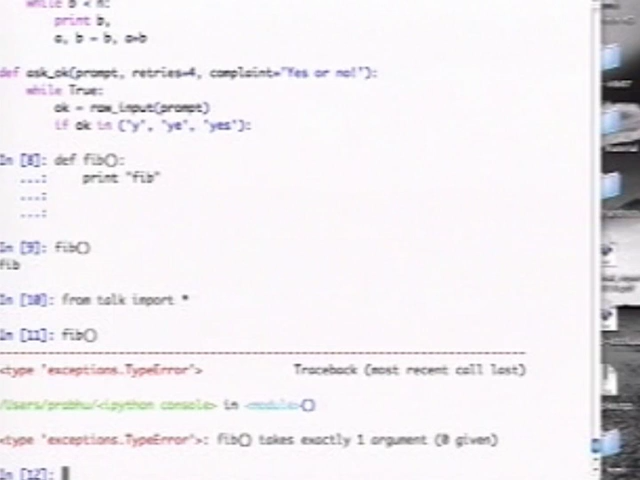 while b < n:
print b,
a, b = b, a+b
def ask_ok(prompt, retries=4, complaint="Yes or no!"):
while True:
ok = raw_input(prompt)
if ok in ("y", "ye", "yes"):
In [8]: def fib():
...:     print "fib"
...:
...:
In [9]: fib()
fib
In [10]: from talk import *
In [11]: fib()
---------------------------------------------------------------------------
<type 'exceptions.TypeError'>             Traceback (most recent call last)
/Users/prabhu/<ipython console> in <module>()
<type 'exceptions.TypeError'>: fib() takes exactly 1 argument (0 given)
In [12]: